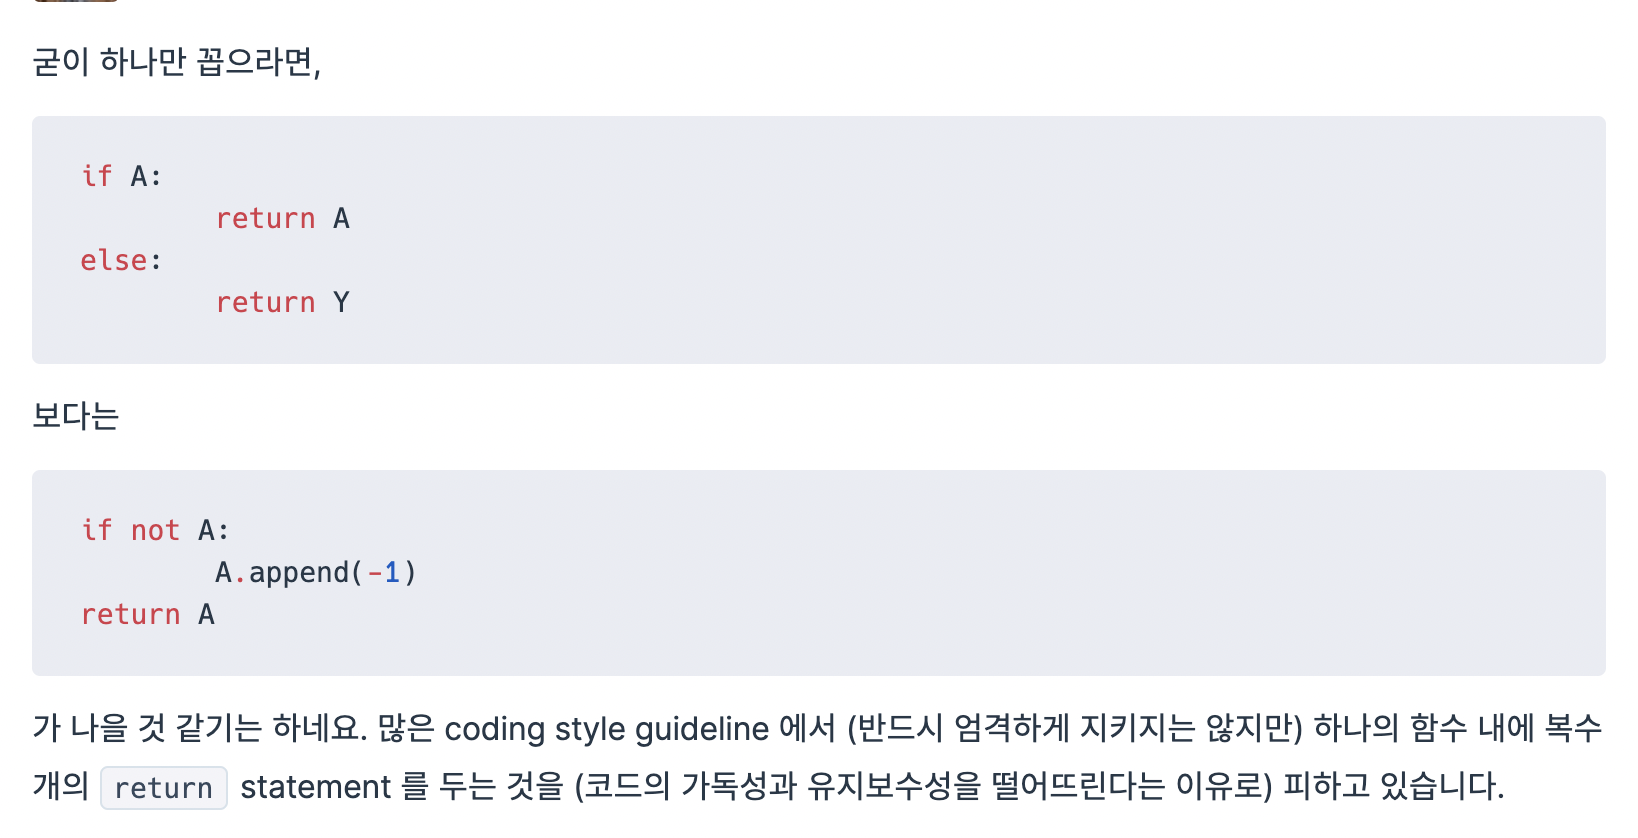 굳이 하나만 꼽으라면,
if A:
        return A
else:
        return Y
보다는
if not A:
        A.append(-1)
return A
가 나을 것 같기는 하네요. 많은 coding style guideline 에서 (반드시 엄격하게 지키지는 않지만) 하나의 함수 내에 복수
개의 return statement 를 두는 것을 (코드의 가독성과 유지보수성을 떨어뜨린다는 이유로) 피하고 있습니다.